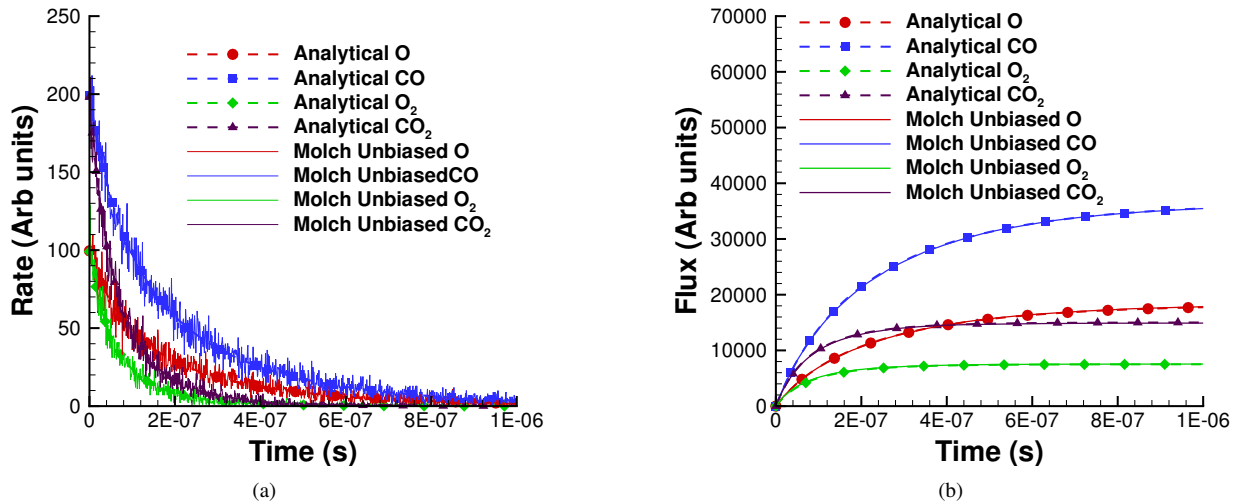 250
200
150
100
50
0
Rate (Arb units)
0
2E-07
4E-07
6E-07
8E-07
1E-06
Time (s)
Analytical O
Analytical CO
Analytical O₂
Analytical CO₂
Molch Unbiased O
Molch UnbiasedCO
Molch Unbiased O₂
Molch Unbiased CO₂
(a)
70000
60000
50000
40000
30000
20000
10000
0
Flux (Arb units)
0
2E-07
4E-07
6E-07
8E-07
1E-06
Time (s)
Analytical O
Analytical CO
Analytical O₂
Analytical CO₂
Molch Unbiased O
Molch Unbiased CO
Molch Unbiased O₂
Molch Unbiased CO₂
(b)